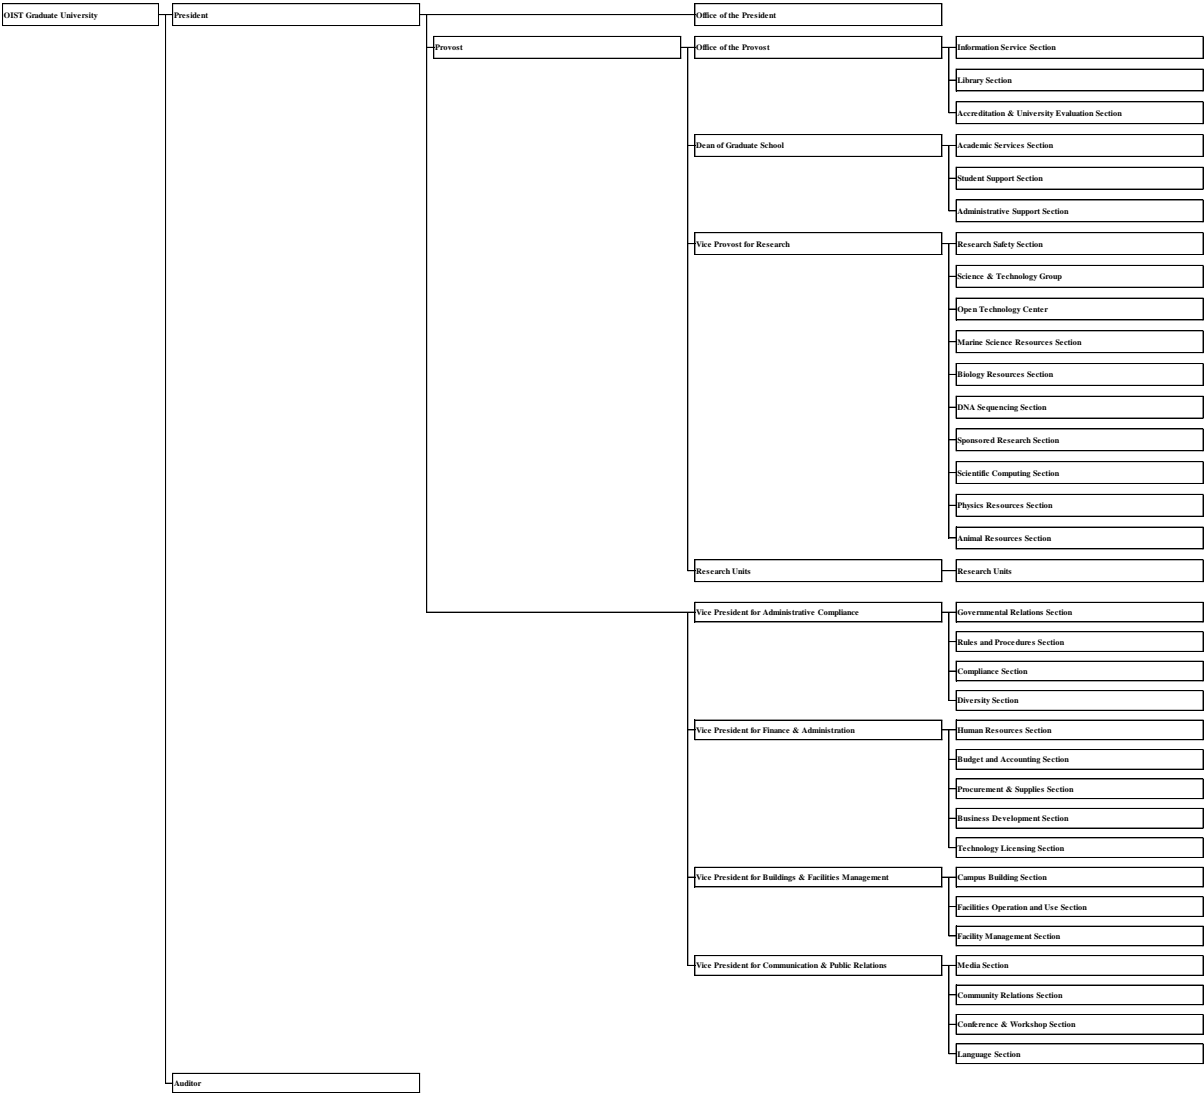 OIST Graduate University
President
Office of the President
Provost
Office of the Provost
Information Service Section
Library Section
Accreditation & University Evaluation Section
Dean of Graduate School
Academic Services Section
Student Support Section
Administrative Support Section
Vice Provost for Research
Research Safety Section
Science & Technology Group
Open Technology Center
Marine Science Resources Section
Biology Resources Section
DNA Sequencing Section
Sponsored Research Section
Scientific Computing Section
Physics Resources Section
Animal Resources Section
Research Units
Research Units
Vice President for Administrative Compliance
Governmental Relations Section
Rules and Procedures Section
Compliance Section
Diversity Section
Vice President for Finance & Administration
Human Resources Section
Budget and Accounting Section
Procurement & Supplies Section
Business Development Section
Technology Licensing Section
Vice President for Buildings & Facilities Management
Campus Building Section
Facilities Operation and Use Section
Facility Management Section
Vice President for Communication & Public Relations
Media Section
Community Relations Section
Conference & Workshop Section
Language Section
Auditor